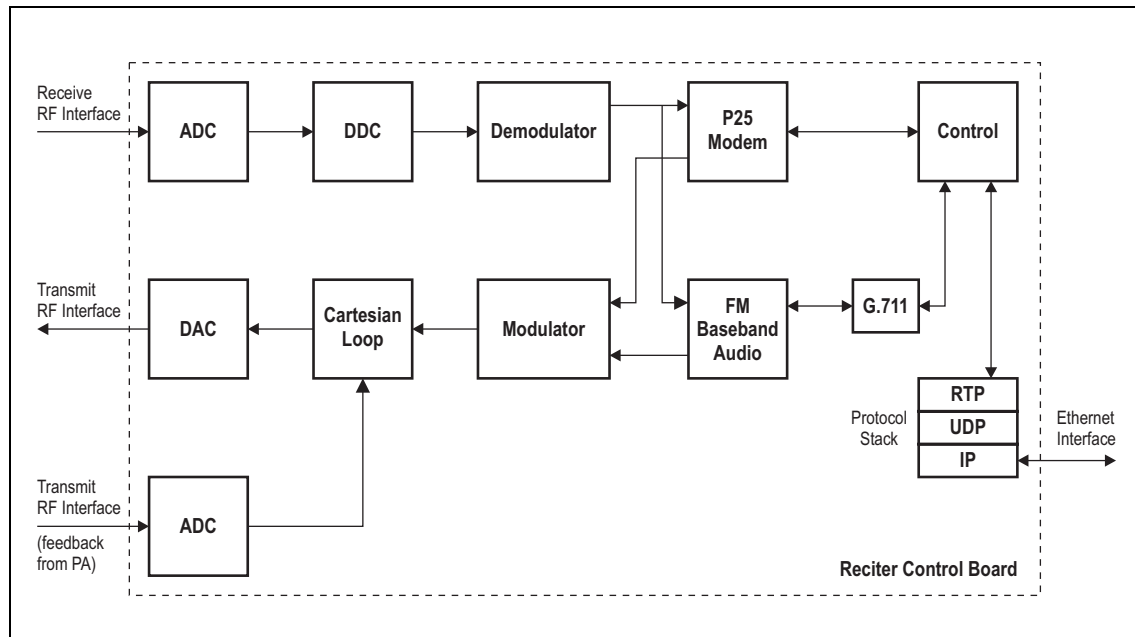 Receive
RF Interface
ADC
DDC
Demodulator
P25
Modem
Control
Transmit
RF Interface
DAC
Cartesian
Loop
Modulator
FM
Baseband
Audio
G.711
Protocol
Stack
RTP
UDP
IP
Ethernet
Interface
Transmit
RF Interface
(feedback
from PA)
ADC
Reciter Control Board